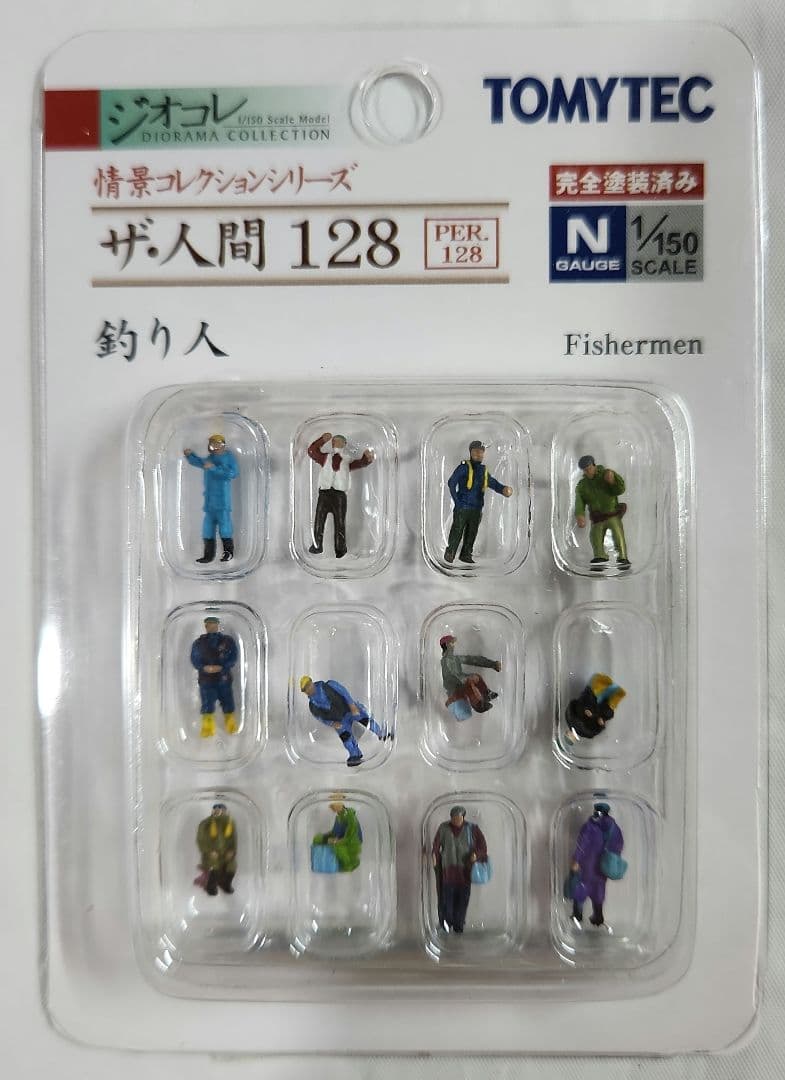 ジオコレ
1/150 Scale Model
DIORAMA COLLECTION
TOMYTEC
情景コレクションシリーズ
完全塗装済み
ザ・人間 128
PER.
128
N
GAUGE
1/150
SCALE
釣り人
Fishermen